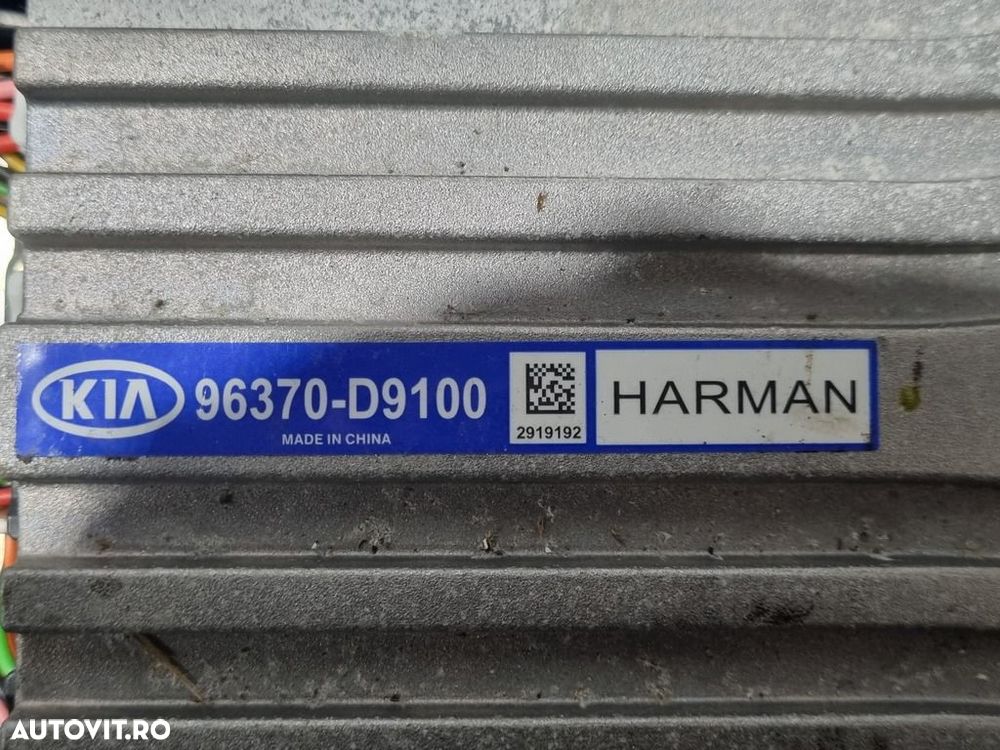 KIA 96370-D9100
MADE IN CHINA
2919192
HARMAN
AUTOVIT.RO